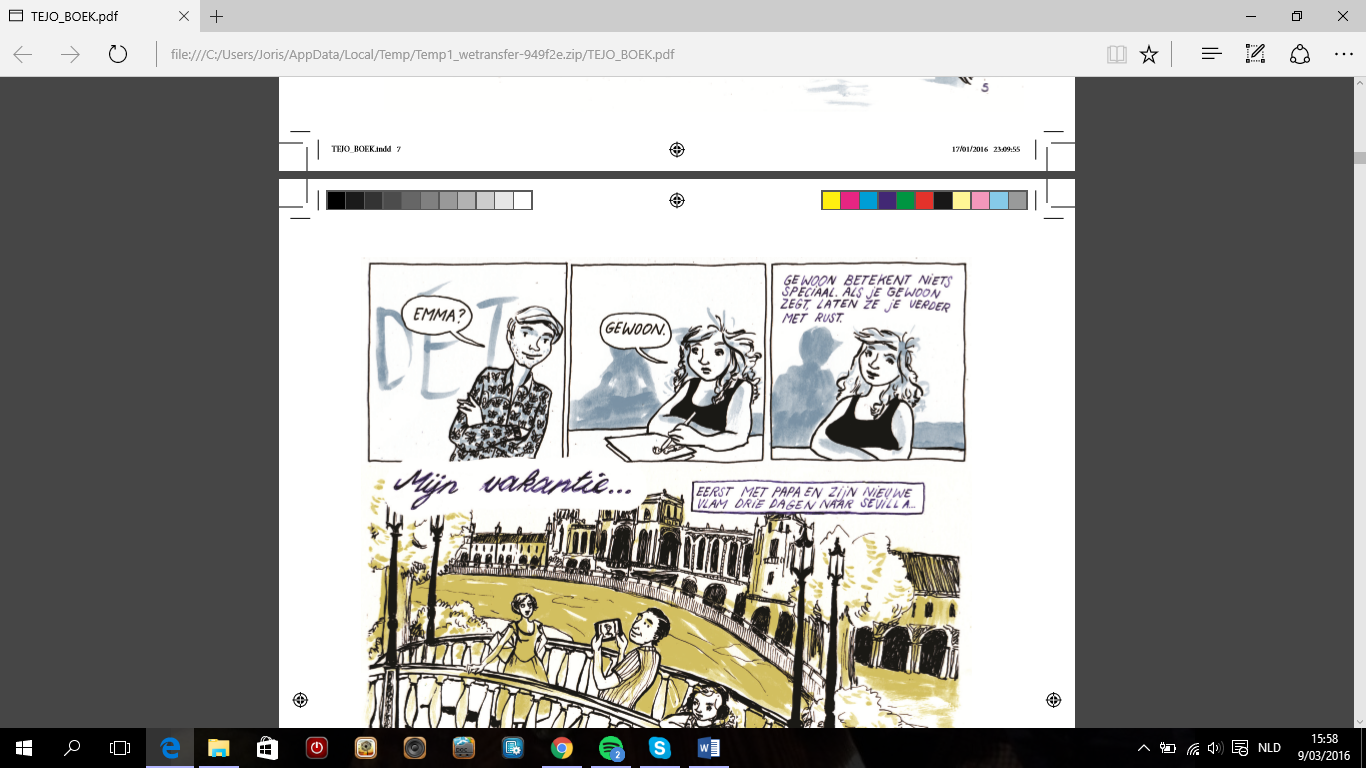 TEJO_BOEK.pdf
file:///C:/Users/Joris/AppData/Local/Temp/Temp1_wetransfer-949f2e.zip/TEJO_BOEK.pdf
5
TEJO_BOEK.indd 7
17/01/2016 23:09:55
DÉT
EMMA?
GEWOON.
GEWOON BETEKENT NIETS
SPECIAAL. ALS JE GEWOON
ZEGT, LATEN ZE JE VERDER
MET RUST.
Mijn vakantie...
EERST MET PAPA EN ZIJN NIEUWE
VLAM DRIE DAGEN NAAR SEVILLA...
2
NLD
15:58
9/03/2016